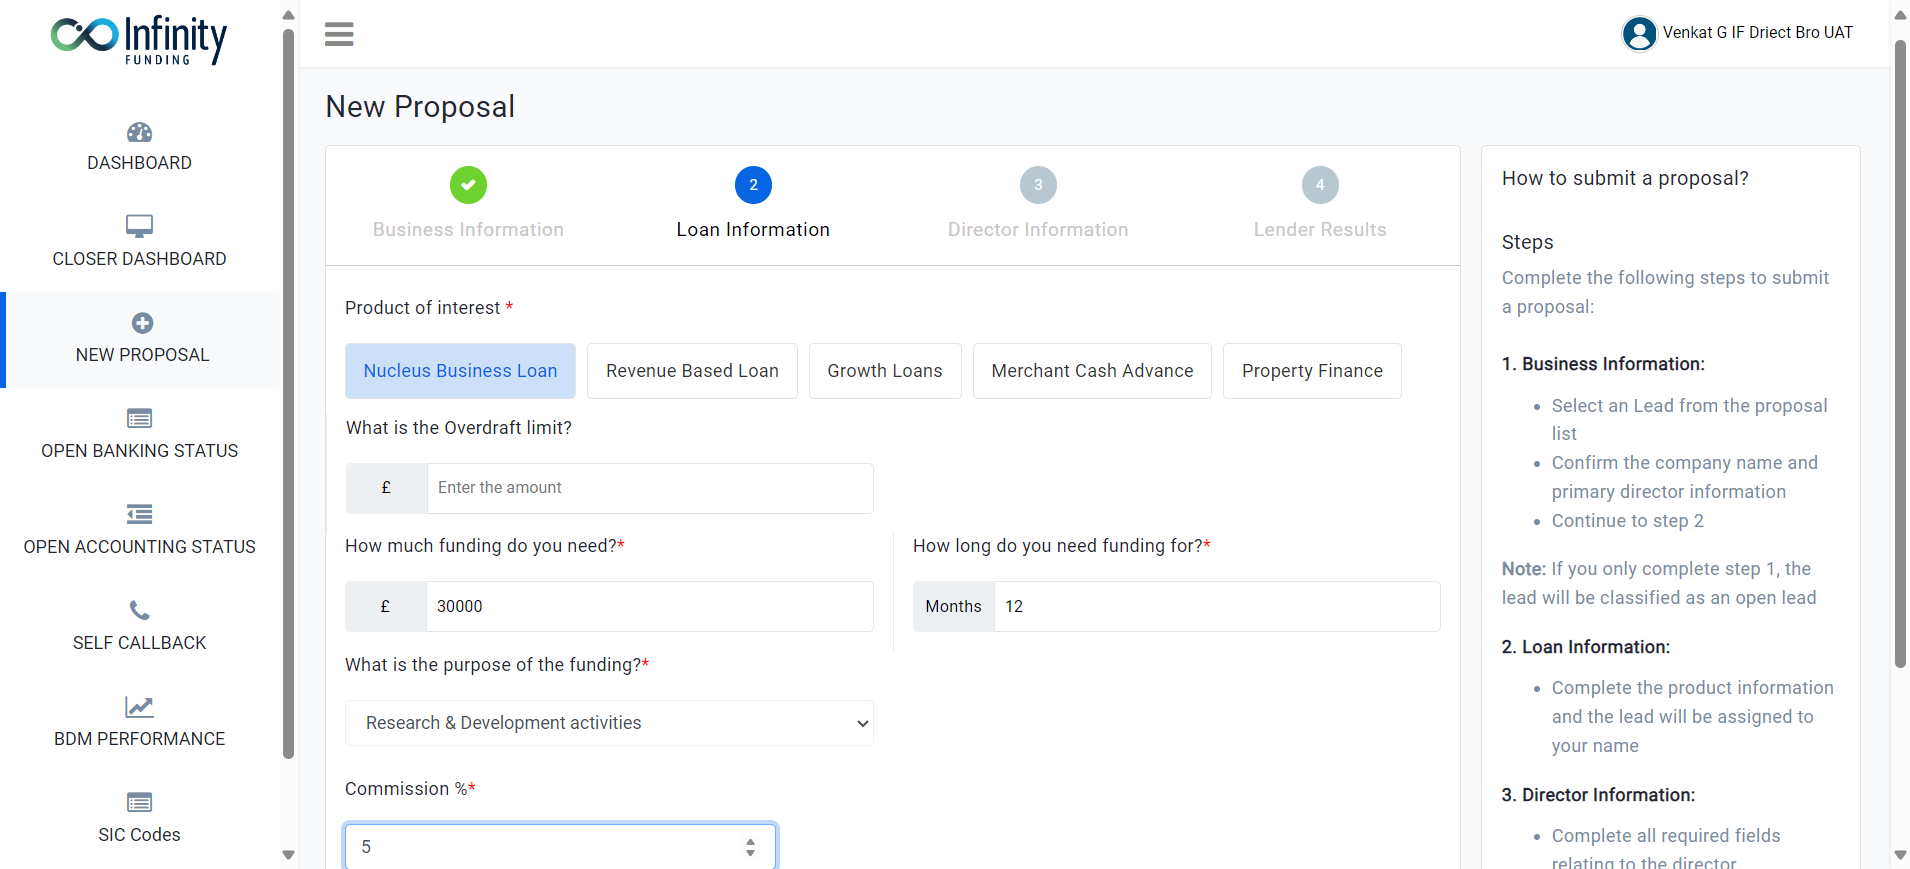 Infinity
FUNDING
DASHBOARD
CLOSER DASHBOARD
NEW PROPOSAL
OPEN BANKING STATUS
OPEN ACCOUNTING STATUS
SELF CALLBACK
BDM PERFORMANCE
SIC Codes
Venkat G IF Driect Bro UAT
New Proposal
2
3
4
Business Information
Loan Information
Director Information
Lender Results
Product of interest *
Nucleus Business Loan
Revenue Based Loan
Growth Loans
Merchant Cash Advance
Property Finance
What is the Overdraft limit?
£
Enter the amount
How much funding do you need?*
£
30000
How long do you need funding for?*
Months
12
What is the purpose of the funding?*
Research & Development activities
Commission %*
5
How to submit a proposal?
Steps
Complete the following steps to submit
a proposal:
1. Business Information:
• Select an Lead from the proposal
list
• Confirm the company name and
primary director information
• Continue to step 2
Note: If you only complete step 1, the
lead will be classified as an open lead
2. Loan Information:
• Complete the product information
and the lead will be assigned to
your name
3. Director Information:
• Complete all required fields
relating to the director